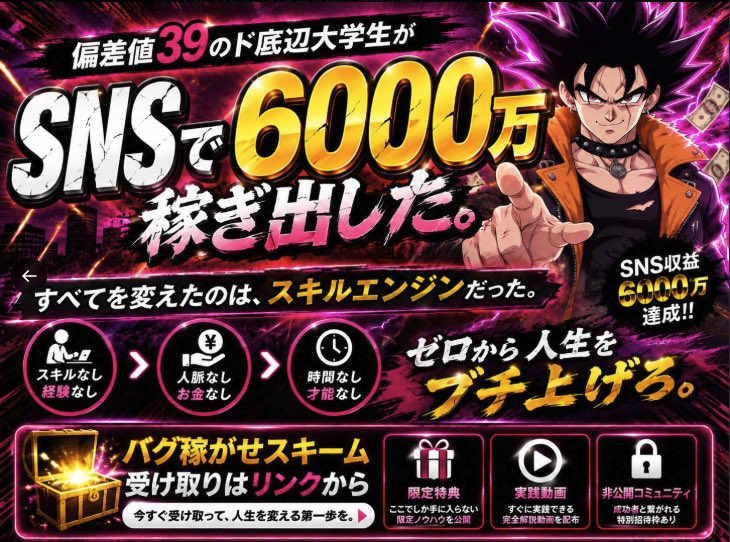 偏差値39のド底辺大学生が
SNSで6000万
稼ぎ出した。
すべてを変えたのは、スキルエンジンだった。
SNS収益
6000万
達成!!
スキルなし
経験なし
人脈なし
お金なし
時間なし
才能なし
ゼロから人生を
ブチ上げろ。
バグ稼がせスキーム
受け取りはリンクから
今すぐ受け取って、人生を変える第一歩を。
限定特典
ここでしか手に入らない
限定ノウハウを公開
実践動画
すぐに実践できる
完全解説動画を配布
非公開コミュニティ
成功者と繋がれる
特別招待枠あり